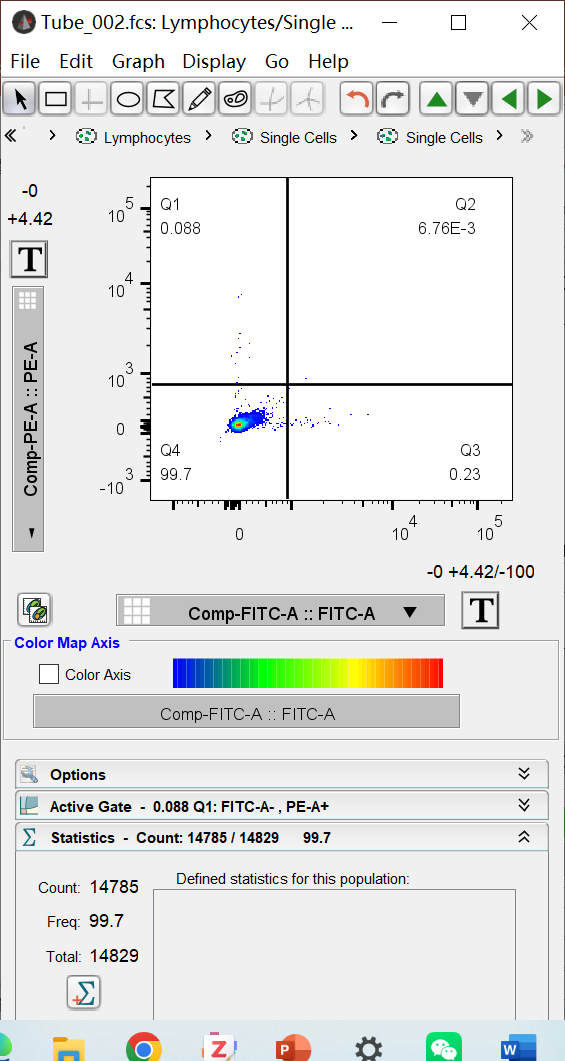 Tube_002.fcs: Lymphocytes/Single ...
File Edit Graph Display Go Help
Lymphocytes Single Cells Single Cells
-0
+4.42
T
Comp-PE-A :: PE-A
10^5
10^4
10^3
0
-10^3
Q1
0.088
Q2
6.76E-3
Q4
99.7
Q3
0.23
0 10^4 10^5
-0 +4.42/-100
Comp-FITC-A :: FITC-A
T
Color Map Axis
Color Axis
Comp-FITC-A :: FITC-A
Options
Active Gate - 0.088 Q1: FITC-A- , PE-A+
Statistics - Count: 14785 / 14829 99.7
Count: 14785
Freq: 99.7
Total: 14829
Defined statistics for this population: